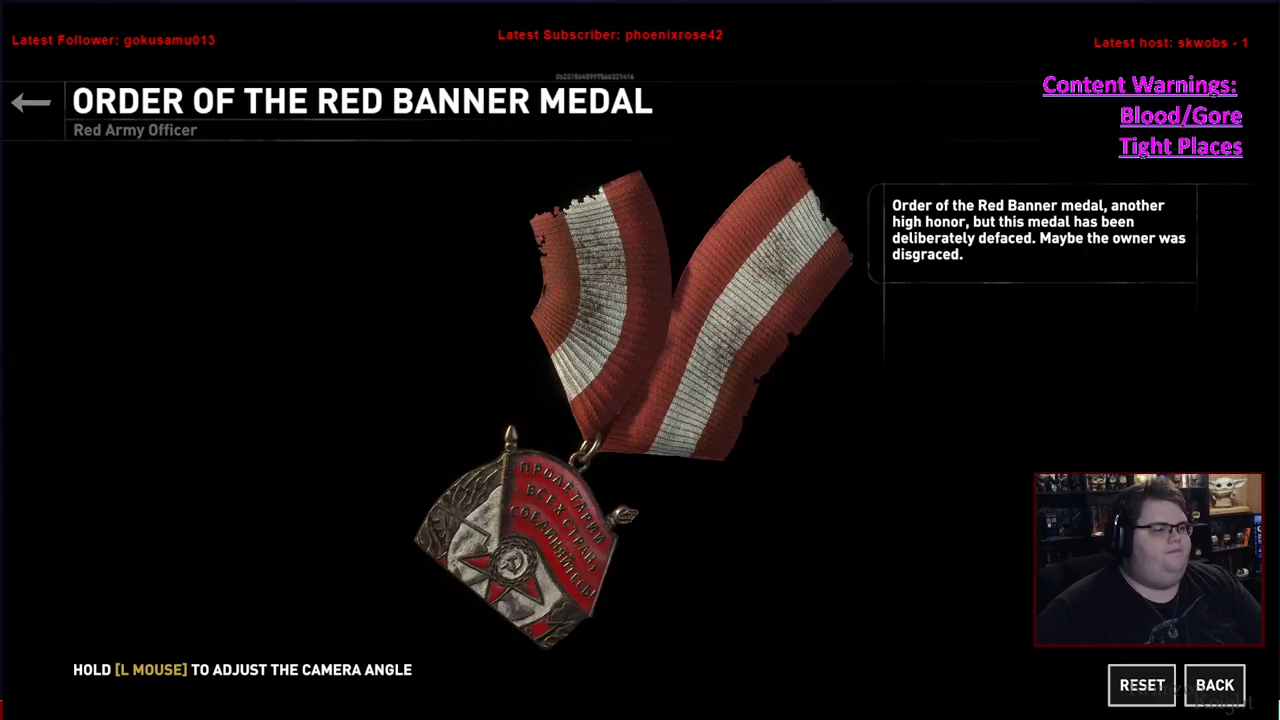 Latest Follower: gokusamu013
Latest Subscriber: phoenixrose42
Latest host: skwobs - 1
Content Warnings:
Blood/Gore
Tight Places
ORDER OF THE RED BANNER MEDAL
Red Army Officer
Order of the Red Banner medal, another
high honor, but this medal has been
deliberately defaced. Maybe the owner was
disgraced.
ПРОЛЕТАРИИ
ВСЕХ СТРАН,
СОЕДИНЯЙТЕСЬ!
HOLD [L MOUSE] TO ADJUST THE CAMERA ANGLE
RESET
BACK